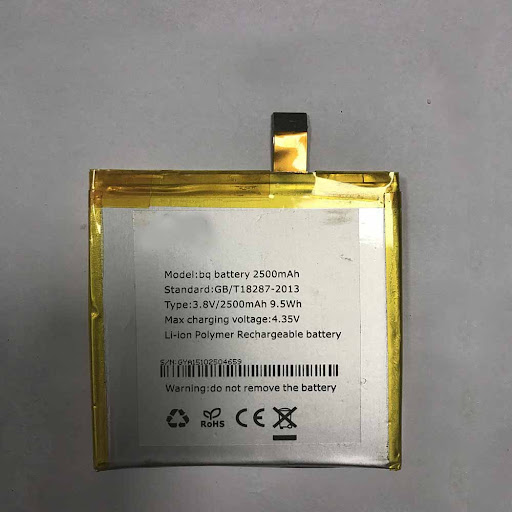 Model:bq battery 2500mAh
Standard:GB/T18287-2013
Type:3.8V/2500mAh 9.5Wh
Max charging voltage:4.35V
Li-ion Polymer Rechargeable battery
S/N:GYA15102504659
Warning:do not remove the battery
RoHS CE